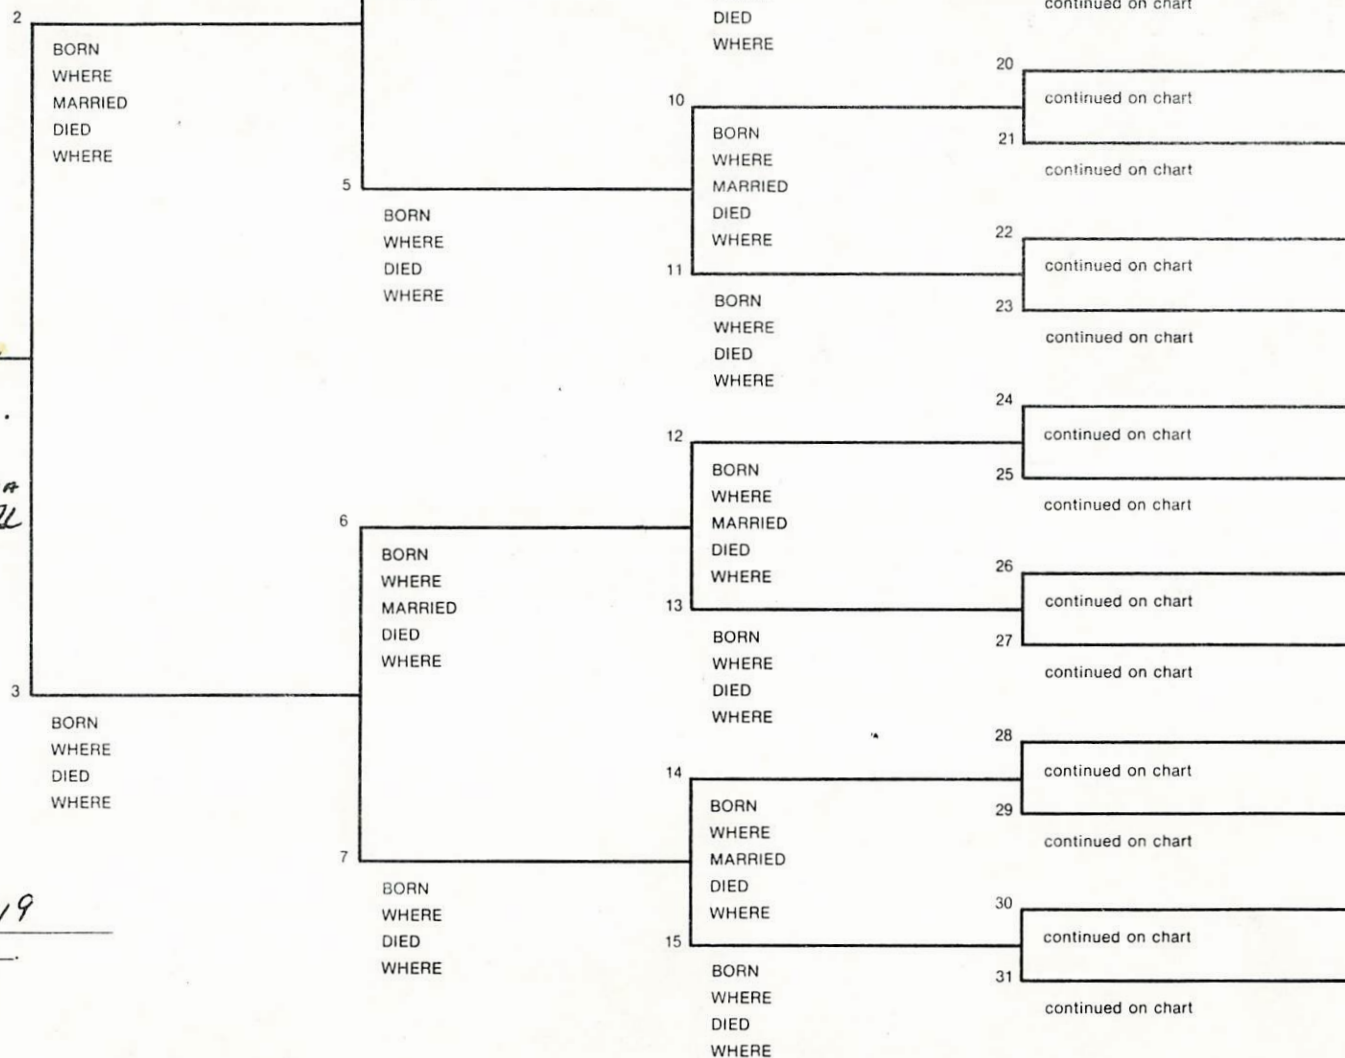 2
BORN
WHERE
MARRIED
DIED
WHERE
3
BORN
WHERE
DIED
WHERE
19
5
BORN
WHERE
DIED
WHERE
6
BORN
WHERE
MARRIED
DIED
WHERE
7
BORN
WHERE
DIED
WHERE
DIED
WHERE
10
BORN
WHERE
MARRIED
DIED
WHERE
11
BORN
WHERE
DIED
WHERE
12
BORN
WHERE
MARRIED
DIED
WHERE
13
BORN
WHERE
DIED
WHERE
14
BORN
WHERE
MARRIED
DIED
WHERE
15
BORN
WHERE
DIED
WHERE
continued on chart
20
continued on chart
21
continued on chart
22
continued on chart
23
continued on chart
24
continued on chart
25
continued on chart
26
continued on chart
27
continued on chart
28
continued on chart
29
continued on chart
30
continued on chart
31
continued on chart